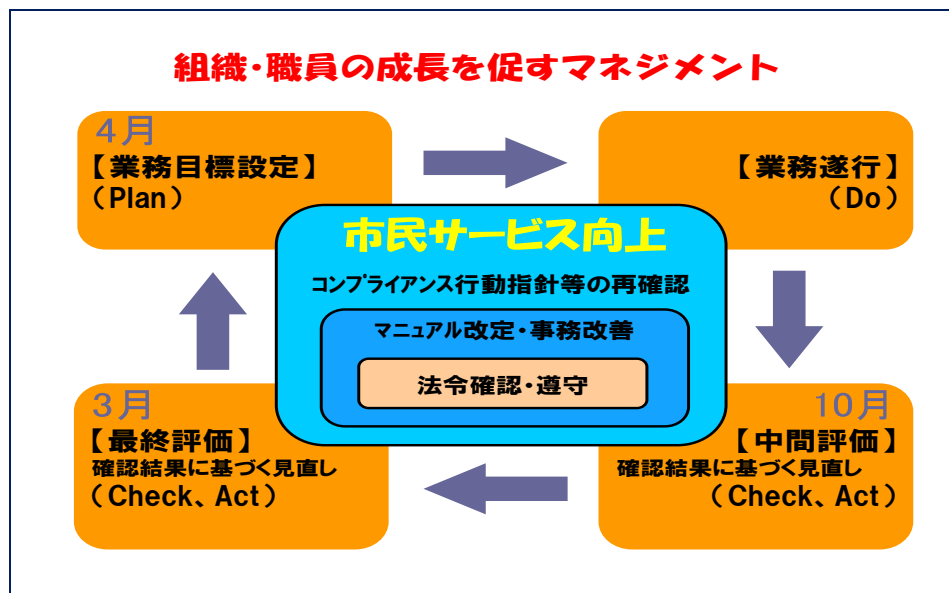 組織・職員の成長を促すマネジメント
4月
【業務目標設定】
(Plan)
【業務遂行】
(Do)
市民サービス向上
コンプライアンス行動指針等の再確認
マニュアル改定・事務改善
法令確認・遵守
3月
【最終評価】
確認結果に基づく見直し
(Check、Act)
10月
【中間評価】
確認結果に基づく見直し
(Check、Act)